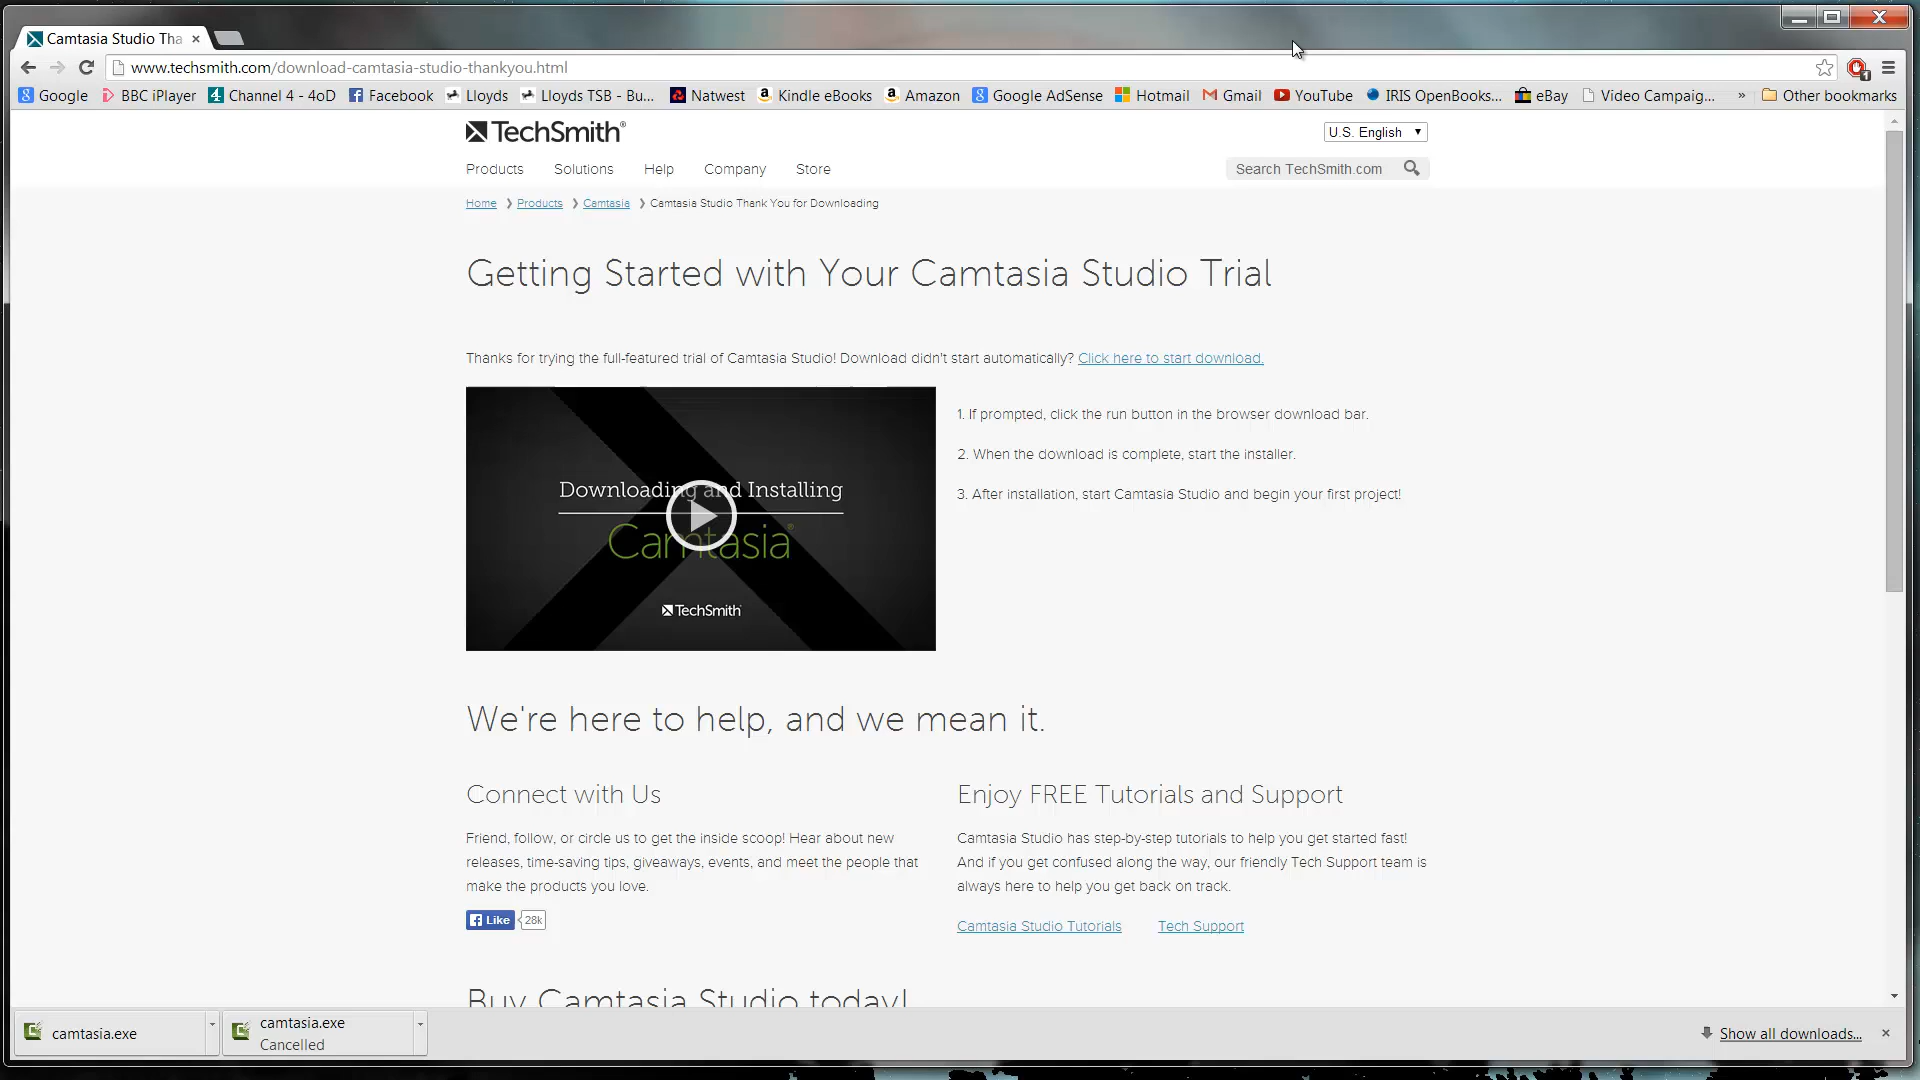 Camtasia Studio Tha
www.techsmith.com/download-camtasia-studio-thankyou.html
1
Google BBC iPlayer Channel 4 - 4oD Facebook Lloyds Lloyds TSB - Bu... Natwest Kindle eBooks Amazon Google AdSense Hotmail Gmail YouTube IRIS OpenBooks... eBay Video Campaig... » Other bookmarks
TechSmith®
U.S. English
Products Solutions Help Company Store
Search TechSmith.com
Home Products Camtasia Camtasia Studio Thank You for Downloading
Getting Started with Your Camtasia Studio Trial
Thanks for trying the full-featured trial of Camtasia Studio! Download didn't start automatically? Click here to start download.
Downloading and Installing
Camtasia®
TechSmith
1. If prompted, click the run button in the browser download bar.
2. When the download is complete, start the installer.
3. After installation, start Camtasia Studio and begin your first project!
We're here to help, and we mean it.
Connect with Us
Friend, follow, or circle us to get the inside scoop! Hear about new
releases, time-saving tips, giveaways, events, and meet the people that
make the products you love.
Like 28k
Enjoy FREE Tutorials and Support
Camtasia Studio has step-by-step tutorials to help you get started fast!
And if you get confused along the way, our friendly Tech Support team is
always here to help you get back on track.
Camtasia Studio Tutorials Tech Support
Buy Camtasia Studio today!
camtasia.exe
camtasia.exe
Cancelled
Show all downloads...